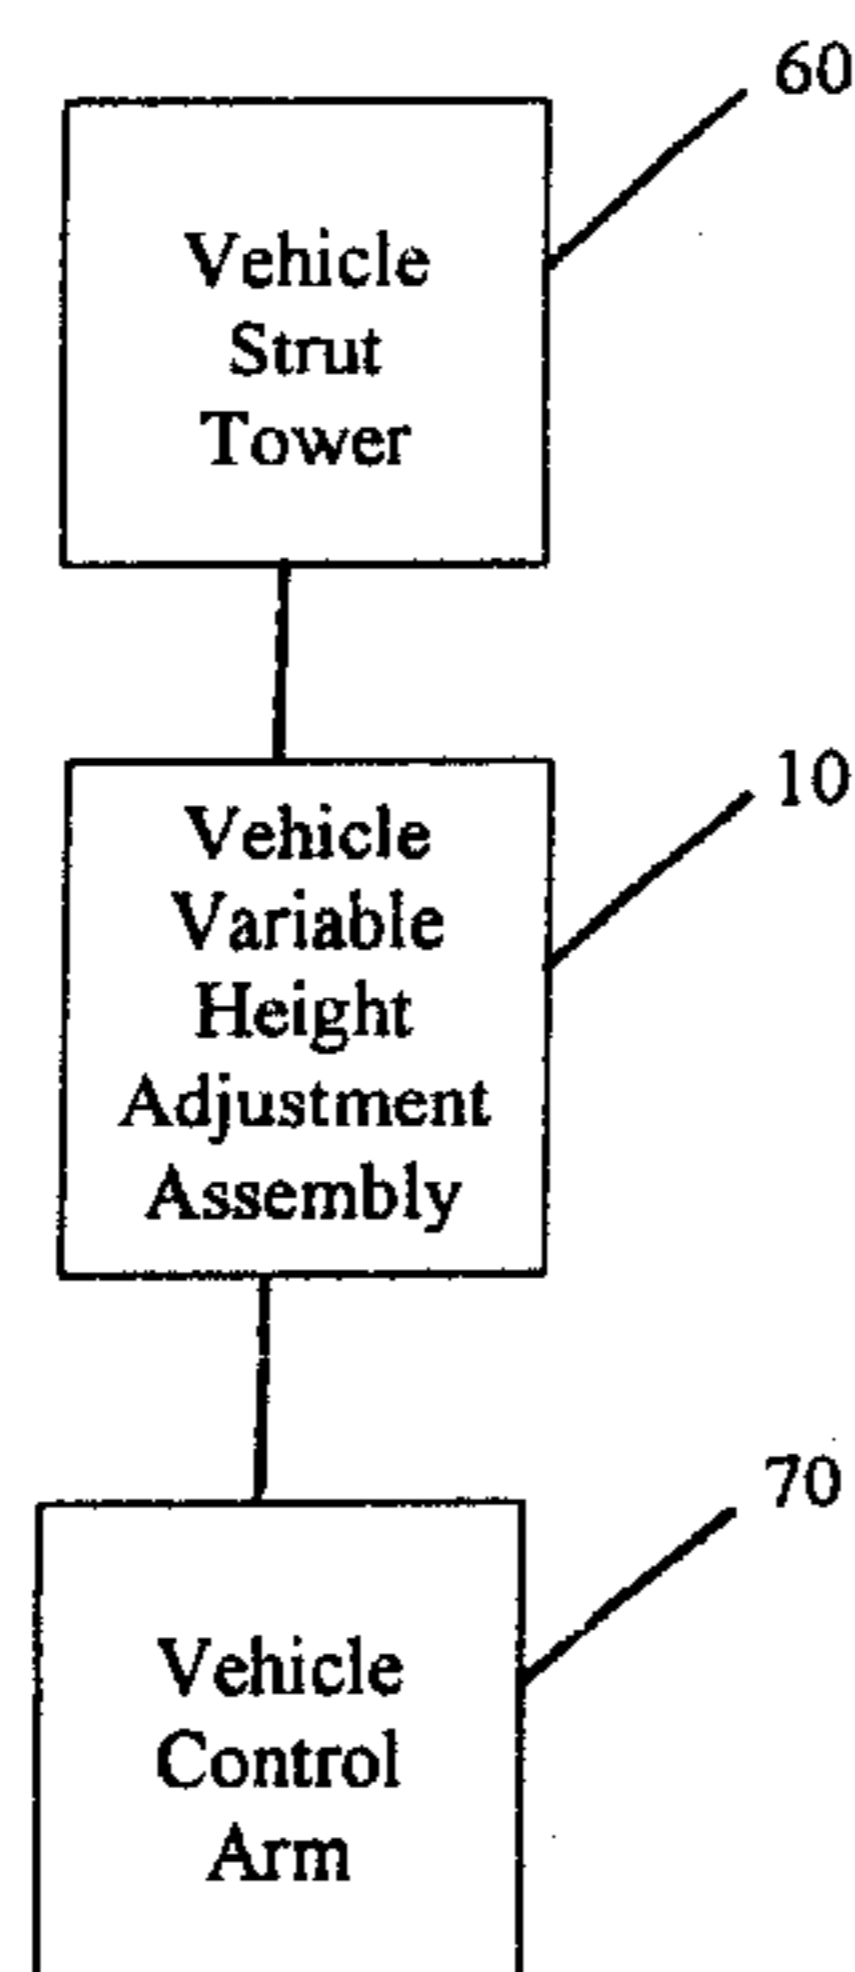 60
Vehicle
Strut
Tower
10
Vehicle
Variable
Height
Adjustment
Assembly
70
Vehicle
Control
Arm